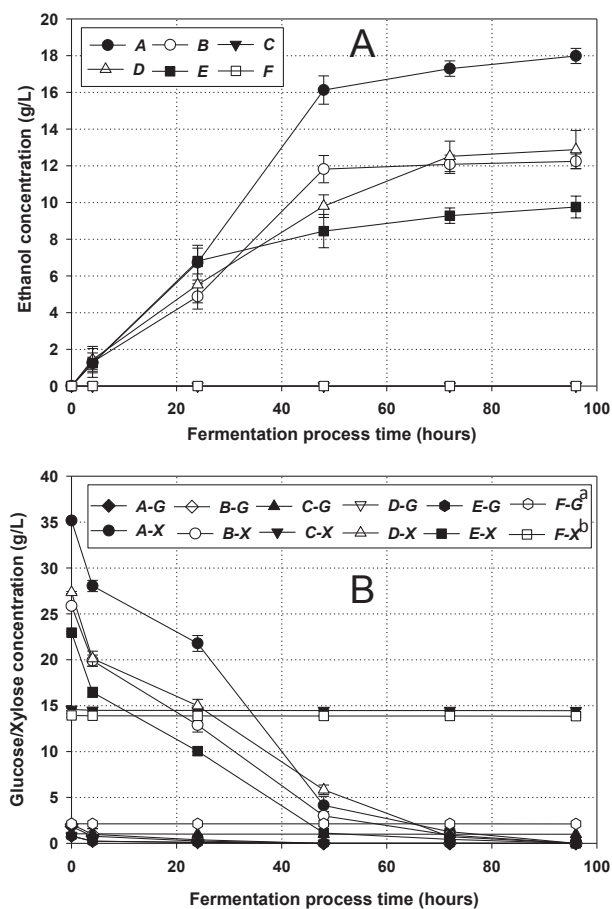 20
18
16
14
12
10
8
6
4
2
0
Ethanol concentration (g/L)
A B C
D E F
A
0 20 40 60 80 100
Fermentation process time (hours)
40
35
30
25
20
15
10
5
0
Glucose/Xylose concentration (g/L)
A-G B-G C-G D-G E-G F-G a
A-X B-X C-X D-X E-X F-X b
B
0 20 40 60 80 100
Fermentation process time (hours)